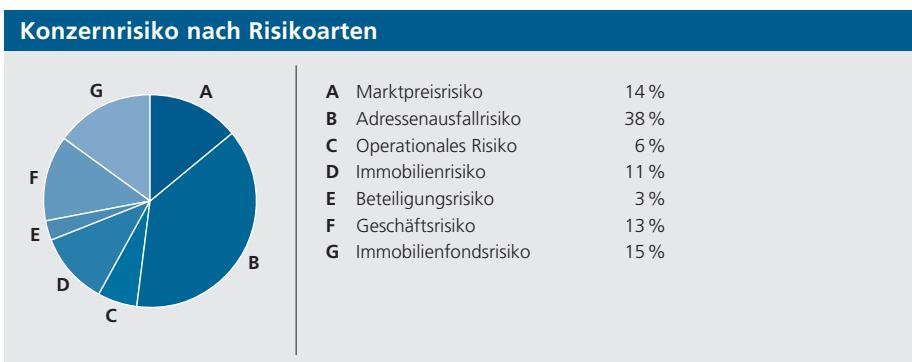 Konzernrisiko nach Risikoarten
G
A
F
E
D
C
B
A Marktpreisrisiko 14 %
B Adressenausfallrisiko 38 %
C Operationales Risiko 6 %
D Immobilienrisiko 11 %
E Beteiligungsrisiko 3 %
F Geschäftsrisiko 13 %
G Immobilienfondsrisiko 15 %